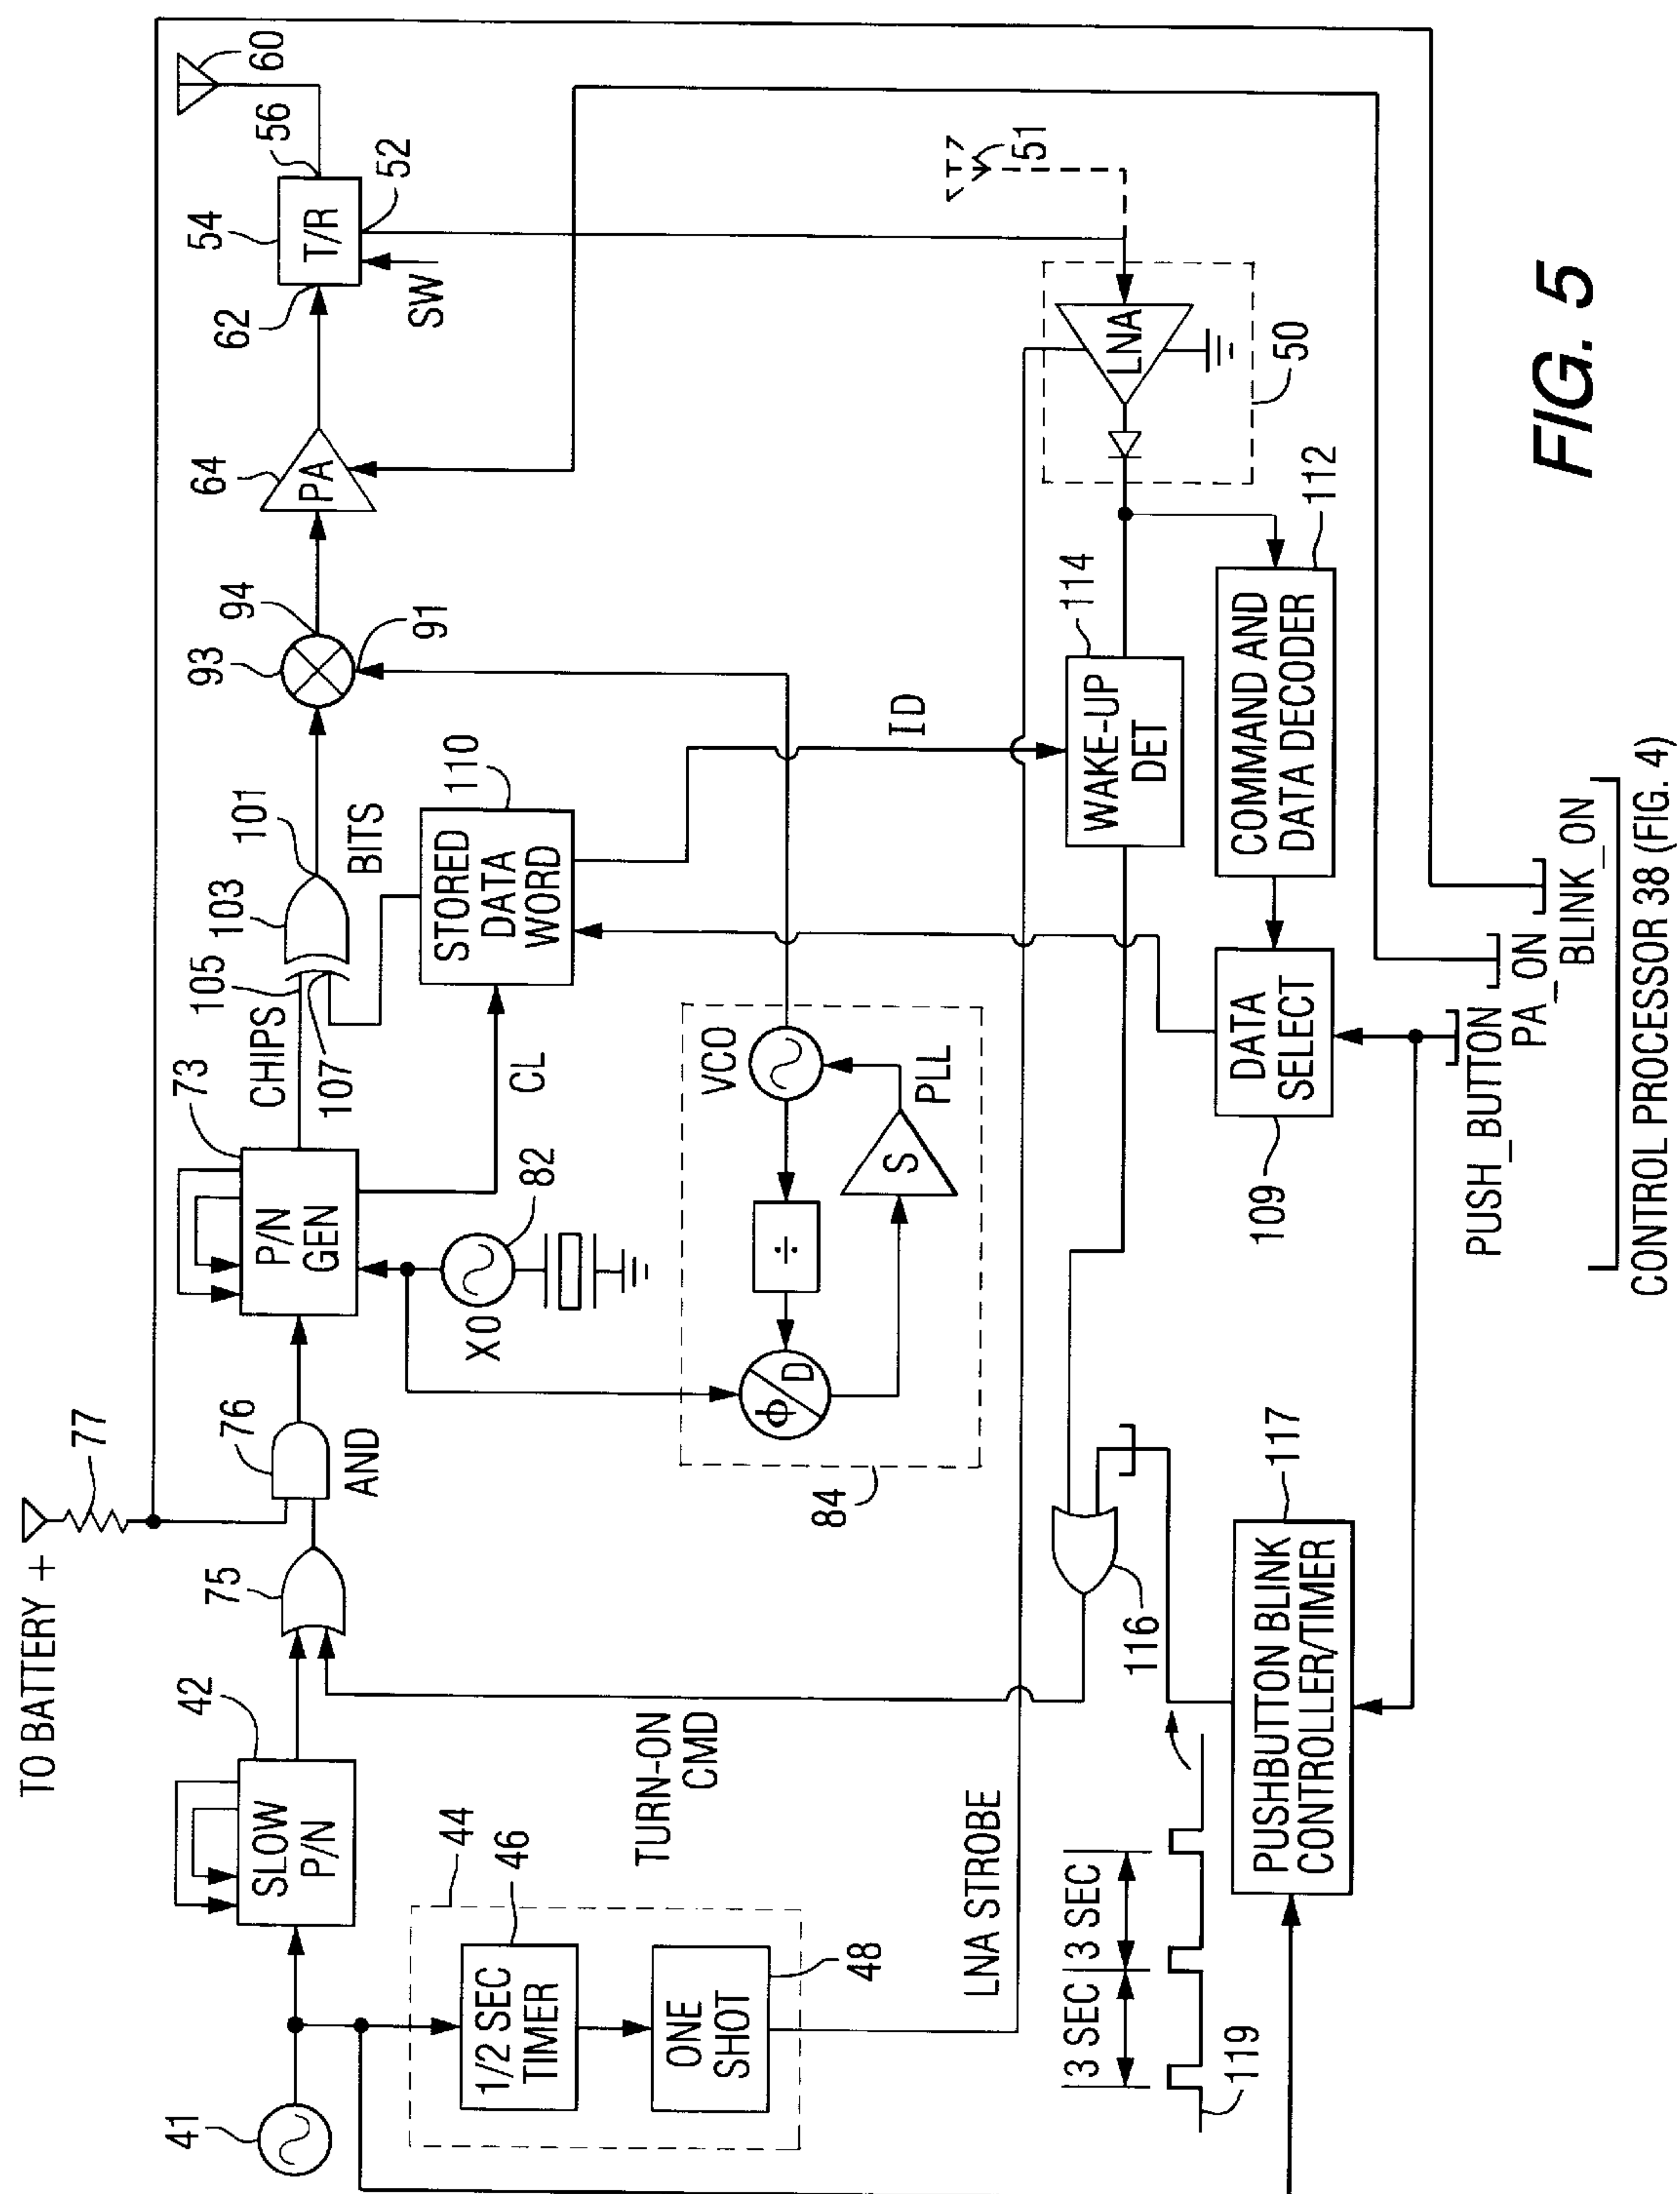 TO BATTERY +
77
41
42
SLOW
P/N
75
76
AND
73
P/N
GEN
CHIPS
105
107
103
101
93
94
91
64
PA
62
54
T/R
56
52
SW
60
44
46
1/2 SEC
TIMER
ONE
SHOT
48
TURN-ON
CMD
XO
82
CL
BITS
110
STORED
DATA
WORD
ID
VCO
PLL
÷
S
Φ
D
84
51
LNA
50
LNA STROBE
114
WAKE-UP
DET
112
COMMAND AND
DATA DECODER
DATA
SELECT
109
116
117
PUSHBUTTON BLINK
CONTROLLER/TIMER
3 SEC
3 SEC
119
PUSH_BUTTON
PA_ON
BLINK_ON
CONTROL PROCESSOR 38 (FIG. 4)
FIG. 5